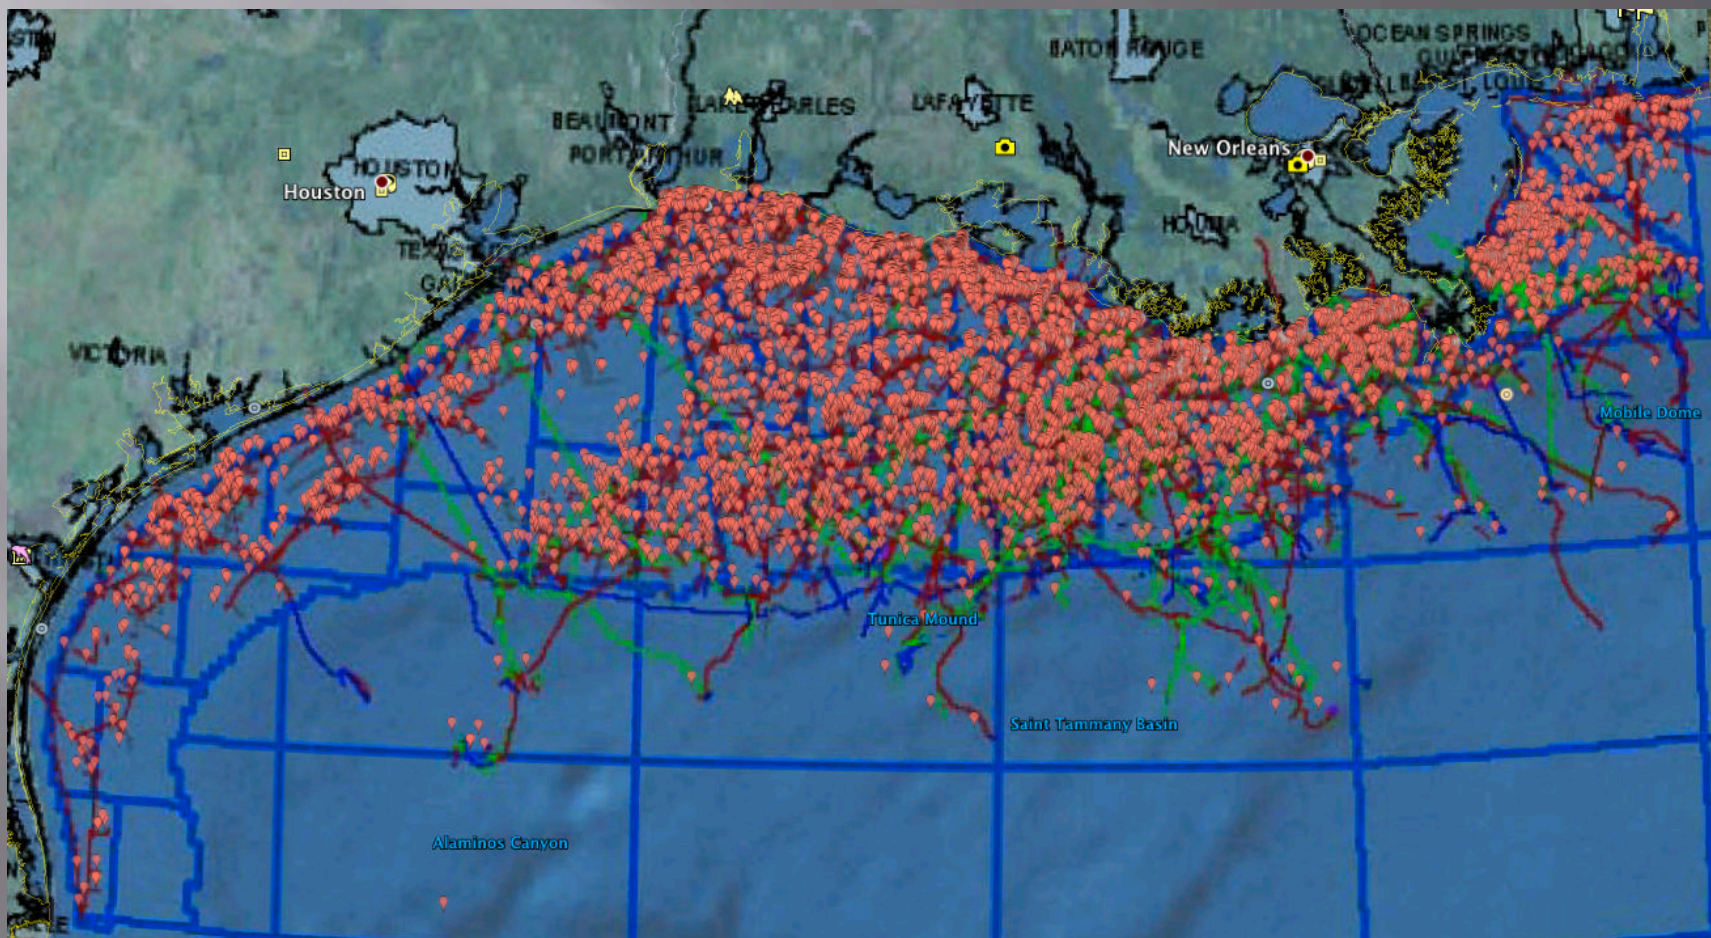 OCEAN SPRINGS
BATON ROUGE
LAKE CHARLES
LAFAYETTE
BEAUMONT
New Orleans
PORT ARTHUR
HOUSTON
Houston
HOUMA
VICTORIA
Mobile Dome
Tunica Mound
Saint Tammany Basin
Alaminos Canyon